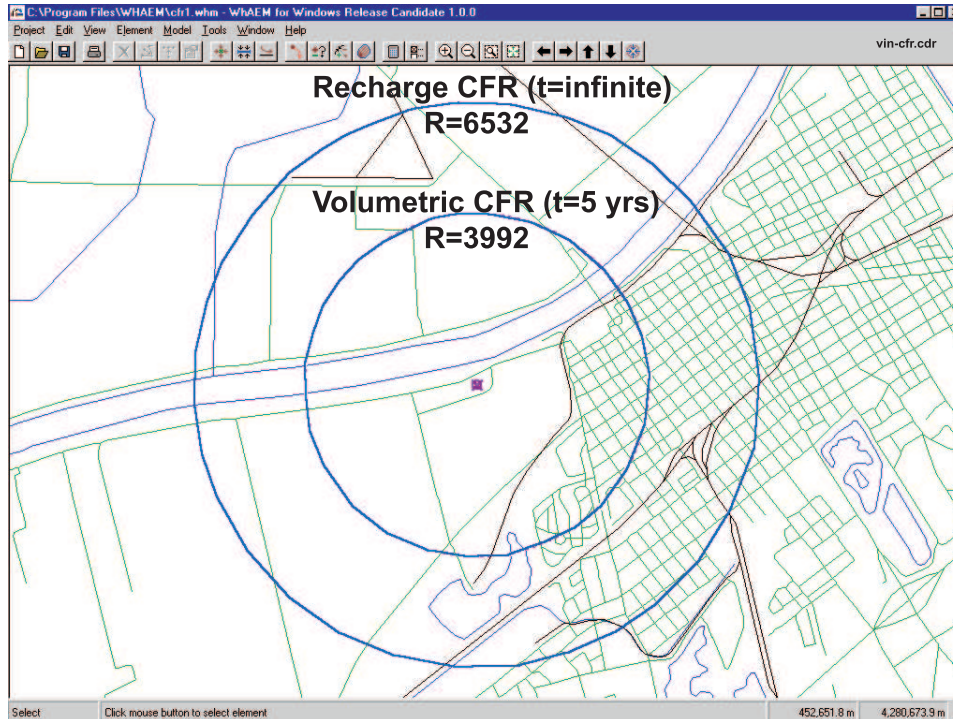 C:\Program Files\WHAEM\cfr1.whm - WhAEM for Windows Release Candidate 1.0.0
Project Edit View Element Model Tools Window Help
vin-cfr.cdr
Recharge CFR (t=infinite)
R=6532
Volumetric CFR (t=5 yrs)
R=3992
Select Click mouse button to select element 452,651.8 m 4,280,673.9 m